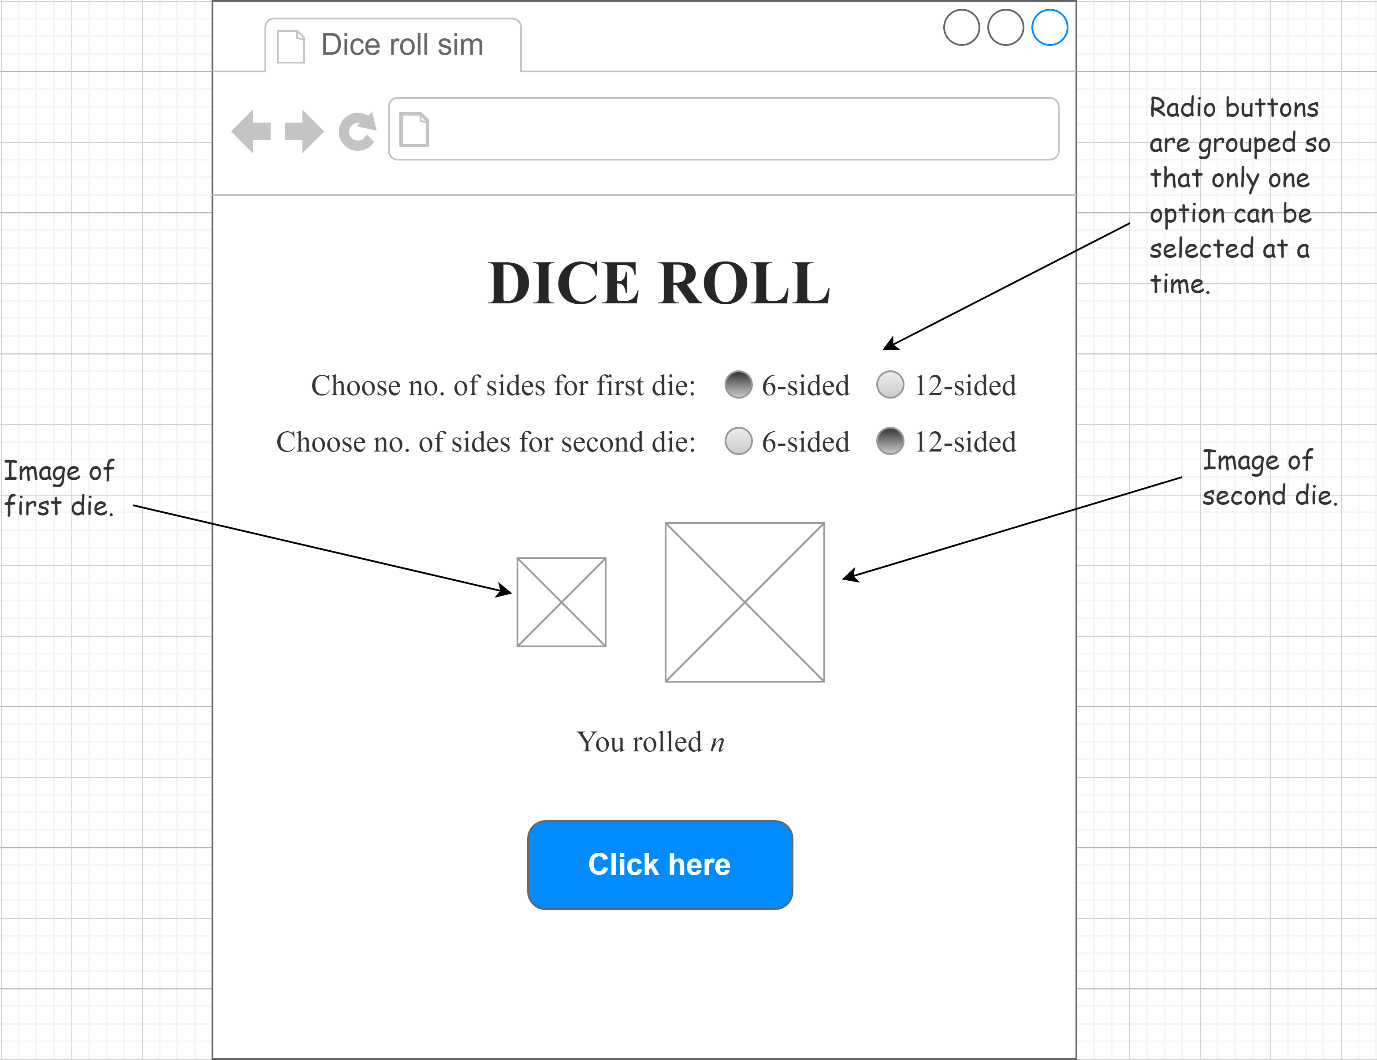 Dice roll sim
Radio buttons
are grouped so
that only one
option can be
selected at a
time.
DICE ROLL
Choose no. of sides for first die: 6-sided 12-sided
Choose no. of sides for second die: 6-sided 12-sided
Image of
first die.
Image of
second die.
You rolled n
Click here